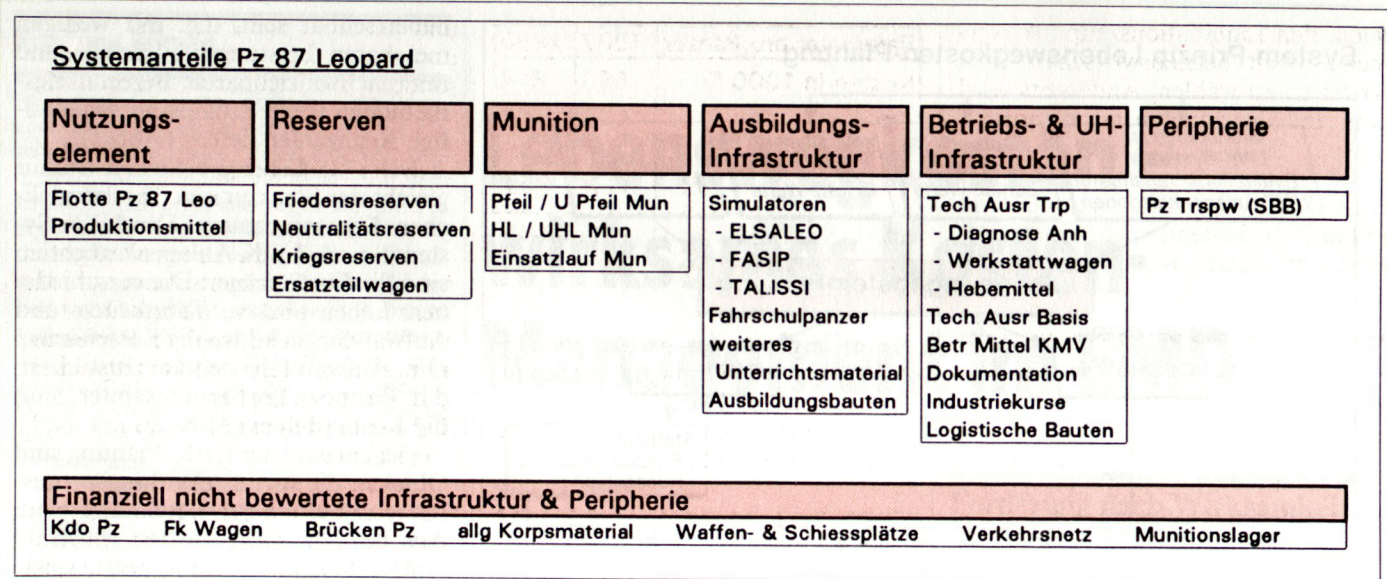 Systemanteile Pz 87 Leopard
Nutzungs-
element
Flotte Pz 87 Leo
Produktionsmittel
Reserven
Friedensreserven
Neutralitätsreserven
Kriegsreserven
Ersatzteilwagen
Munition
Pfeil / U Pfeil Mun
HL / UHL Mun
Einsatzlauf Mun
Ausbildungs-
Infrastruktur
Simulatoren
- ELSALEO
- FASIP
- TALISSI
Fahrschulpanzer
weiteres
Unterrichtsmaterial
Ausbildungsbauten
Betriebs- & UH-
Infrastruktur
Tech Ausr Trp
- Diagnose Anh
- Werkstattwagen
- Hebemittel
Tech Ausr Basis
Betr Mittel KMV
Dokumentation
Industriekurse
Logistische Bauten
Peripherie
Pz Trspw (SBB)
Finanziell nicht bewertete Infrastruktur & Peripherie
Kdo Pz Fk Wagen Brücken Pz allg Korpsmaterial Waffen- & Schiessplätze Verkehrsnetz Munitionslager